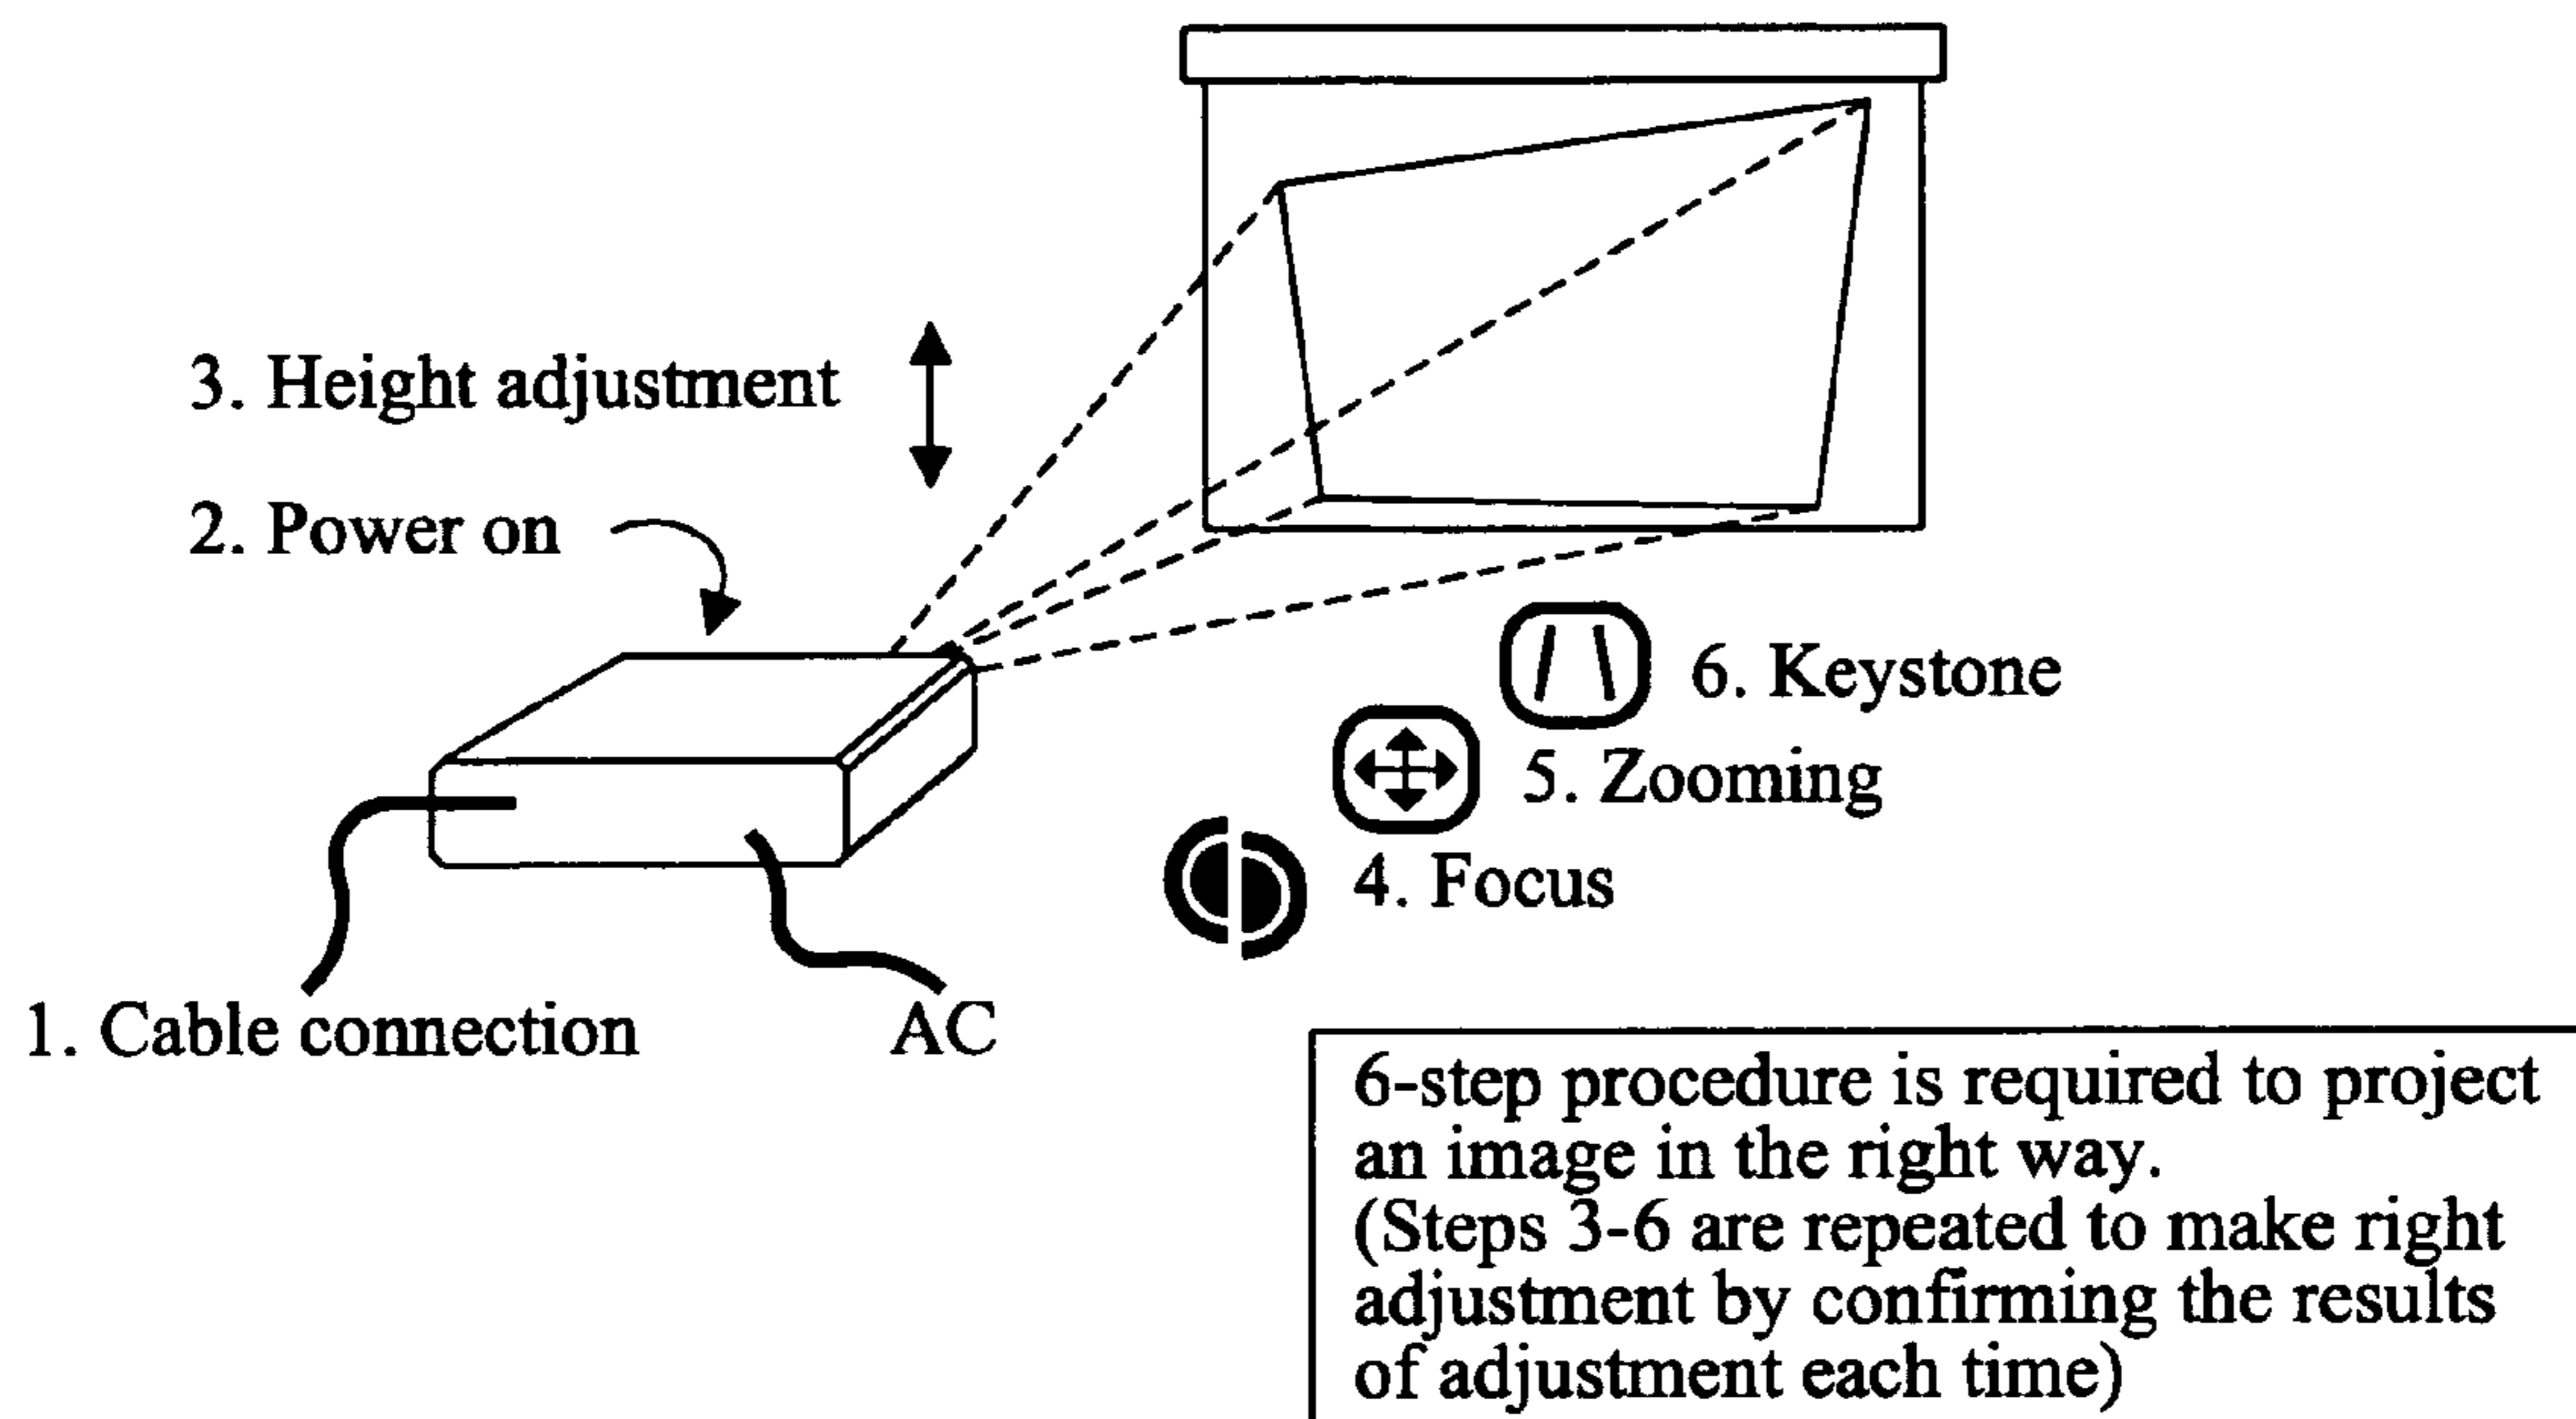 3. Height adjustment
2. Power on
6. Keystone
5. Zooming
4. Focus
1. Cable connection
AC
6-step procedure is required to project
an image in the right way.
(Steps 3-6 are repeated to make right
adjustment by confirming the results
of adjustment each time)